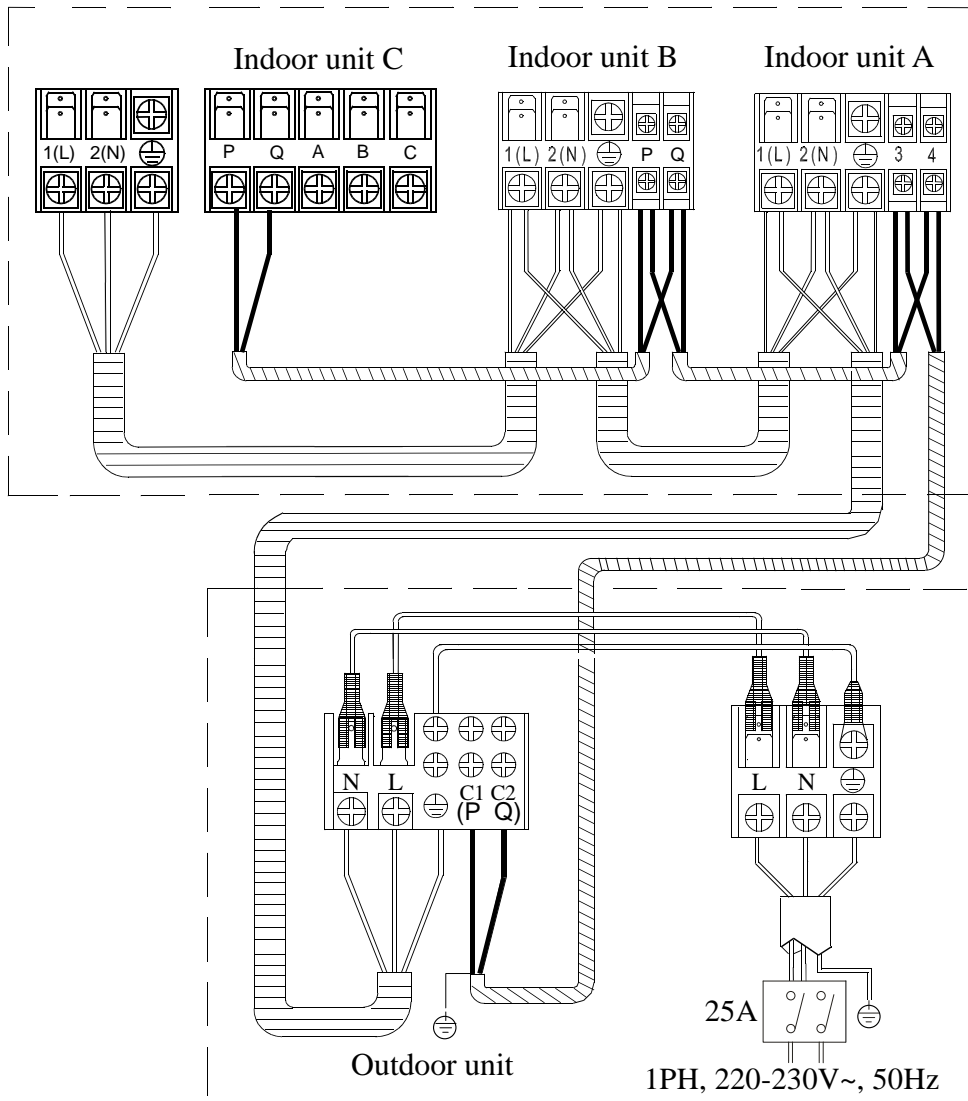 Indoor unit C
Indoor unit B
Indoor unit A
1(L) 2(N)
P Q A B C
1(L) 2(N) P Q
1(L) 2(N) 3 4
N L
C1 C2
(P Q)
L N
25A
Outdoor unit
1PH, 220-230V~, 50Hz